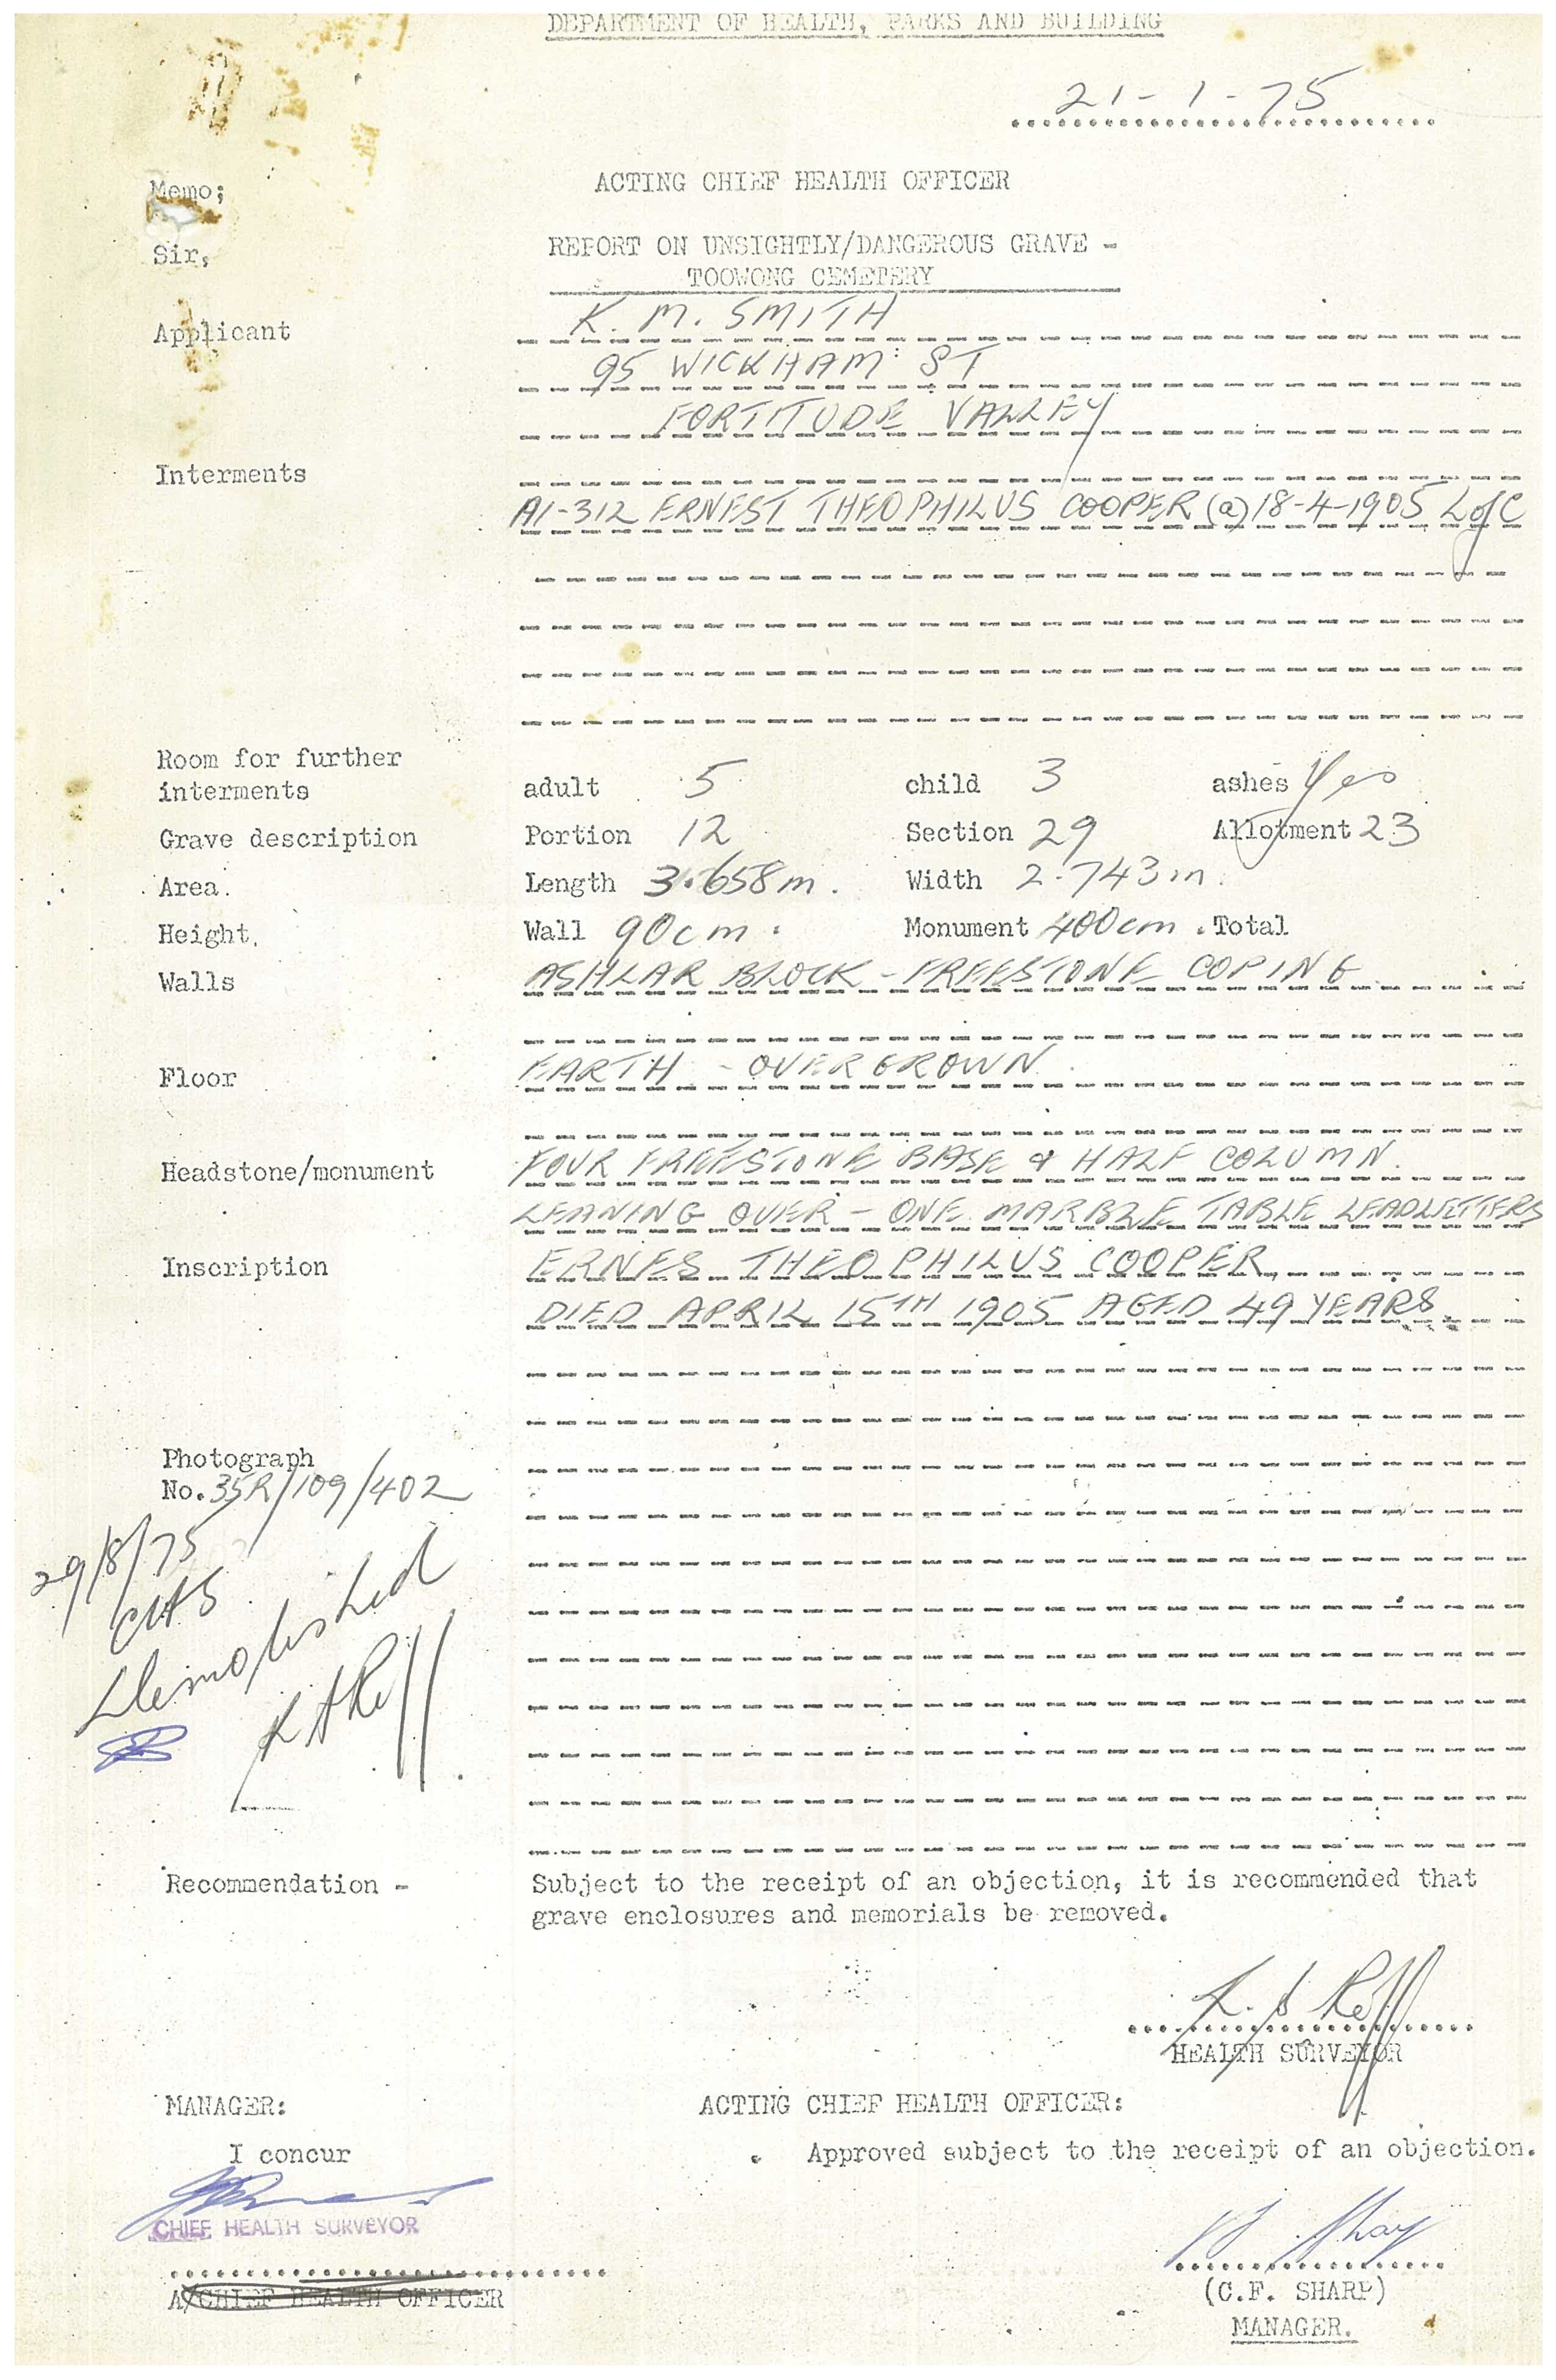 DEPARTMENT OF HEALTH, PARKS AND BUILDING
21-1-75
Memo; ACTING CHIEF HEALTH OFFICER
Sir, REPORT ON UNSIGHTLY/DANGEROUS GRAVE -
TOOWONG CEMETERY
Applicant K. M. SMITH
95 WICKHAM ST
FORTITUDE VALLEY
Interments
A1-312 ERNEST THEOPHILUS COOPER (a) 18-4-1905 L of C
Room for further
interments adult 5 child 3 ashes Yes
Grave description Portion 12 Section 29 Allotment 23
Area. Length 3.658m. Width 2.743m.
Height. Wall 90cm. Monument 400cm. Total
Walls ASHLAR BLOCK - FREESTONE COPING
Floor EARTH - OVERGROWN
Headstone/monument FOUR FREESTONE BASE & HALF COLUMN.
LEANING OVER - ONE MARBLE TABLE LEADLETTERS
Inscription ERNES THEOPHILUS COOPER
DIED APRIL 15TH 1905 AGED 49 YEARS
Photograph
No. 35R/109/402
29/8/75
CHS
Demolished
Recommendation - Subject to the receipt of an objection, it is recommended that
grave enclosures and memorials be removed.
HEALTH SURVEYOR
MANAGER: ACTING CHIEF HEALTH OFFICER:
I concur Approved subject to the receipt of an objection.
CHIEF HEALTH SURVEYOR
A/CHIEF HEALTH OFFICER
(C.F. SHARP)
MANAGER.